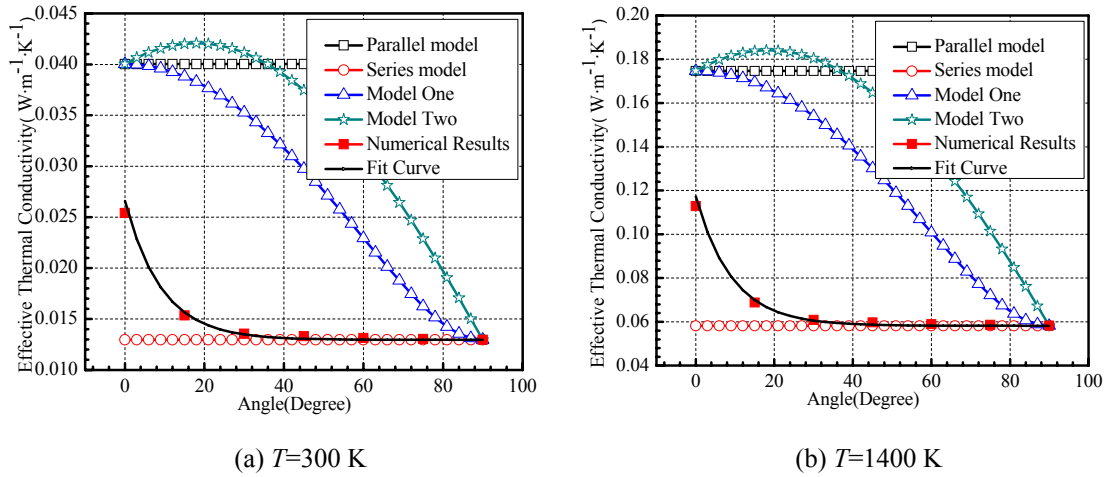 Effective Thermal Conductivity( W·m-1·K-1)
0.045
0.040
0.035
0.030
0.025
0.020
0.015
0.010
Parallel model
Series model
Model One
Model Two
Numerical Results
Fit Curve
0 20 40 60 80 100
Angle(Degree)
(a) T=300 K
Effective Thermal Conductivity( W·m-1·K-1)
0.20
0.18
0.16
0.14
0.12
0.10
0.08
0.06
0.04
Parallel model
Series model
Model One
Model Two
Numerical Results
Fit Curve
0 20 40 60 80 100
Angle(Degree)
(b) T=1400 K